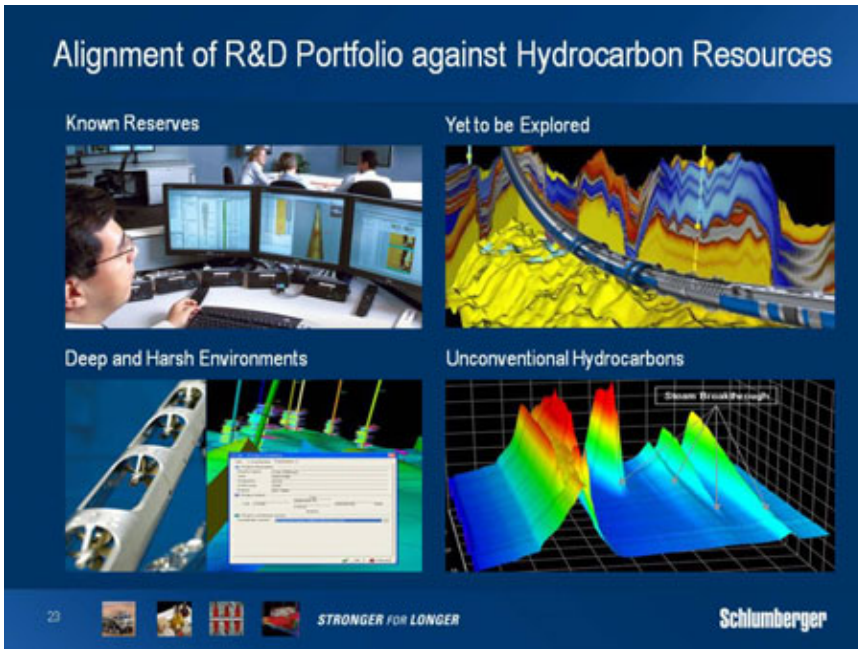 Alignment of R&D Portfolio against Hydrocarbon Resources
Known Reserves
Yet to be Explored
Deep and Harsh Environments
Unconventional Hydrocarbons
Steam Breakthrough
23
STRONGER FOR LONGER
Schlumberger